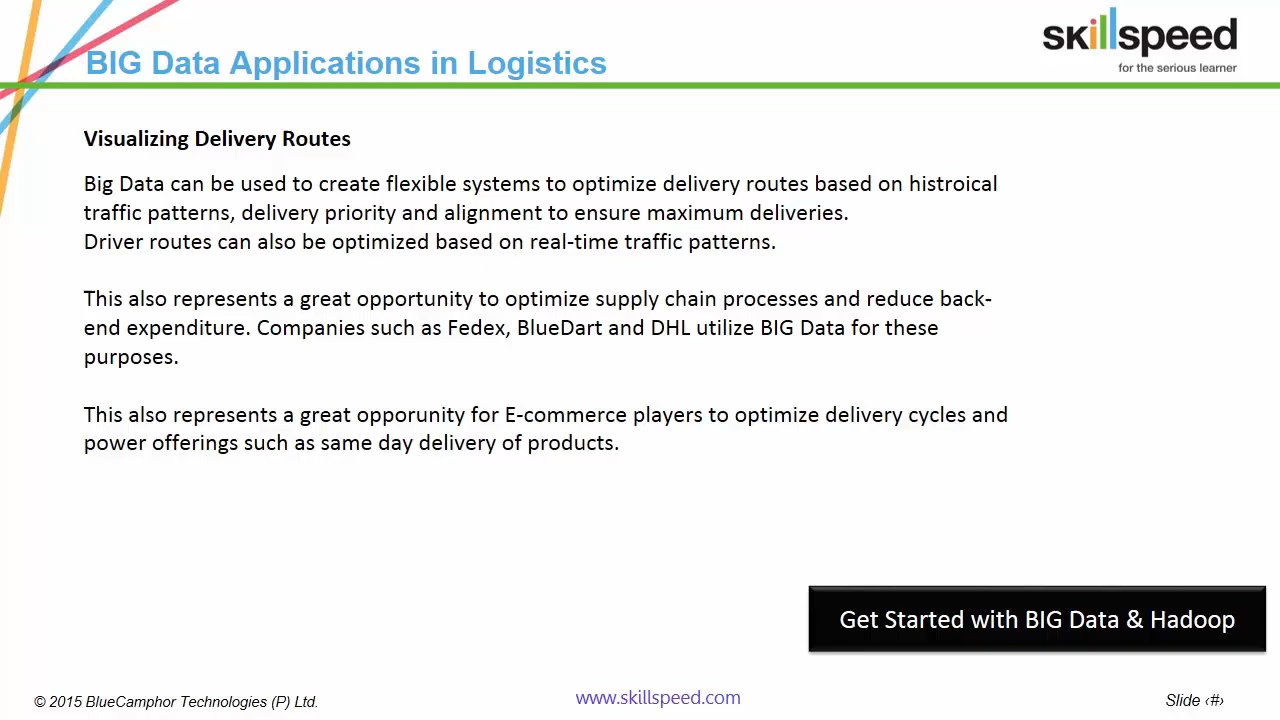 skillspeed
for the serious learner
BIG Data Applications in Logistics
Visualizing Delivery Routes
Big Data can be used to create flexible systems to optimize delivery routes based on histroical
traffic patterns, delivery priority and alignment to ensure maximum deliveries.
Driver routes can also be optimized based on real-time traffic patterns.
This also represents a great opportunity to optimize supply chain processes and reduce back-
end expenditure. Companies such as Fedex, BlueDart and DHL utilize BIG Data for these
purposes.
This also represents a great opporunity for E-commerce players to optimize delivery cycles and
power offerings such as same day delivery of products.
Get Started with BIG Data & Hadoop
© 2015 BlueCamphor Technologies (P) Ltd.
www.skillspeed.com
Slide ‹#›